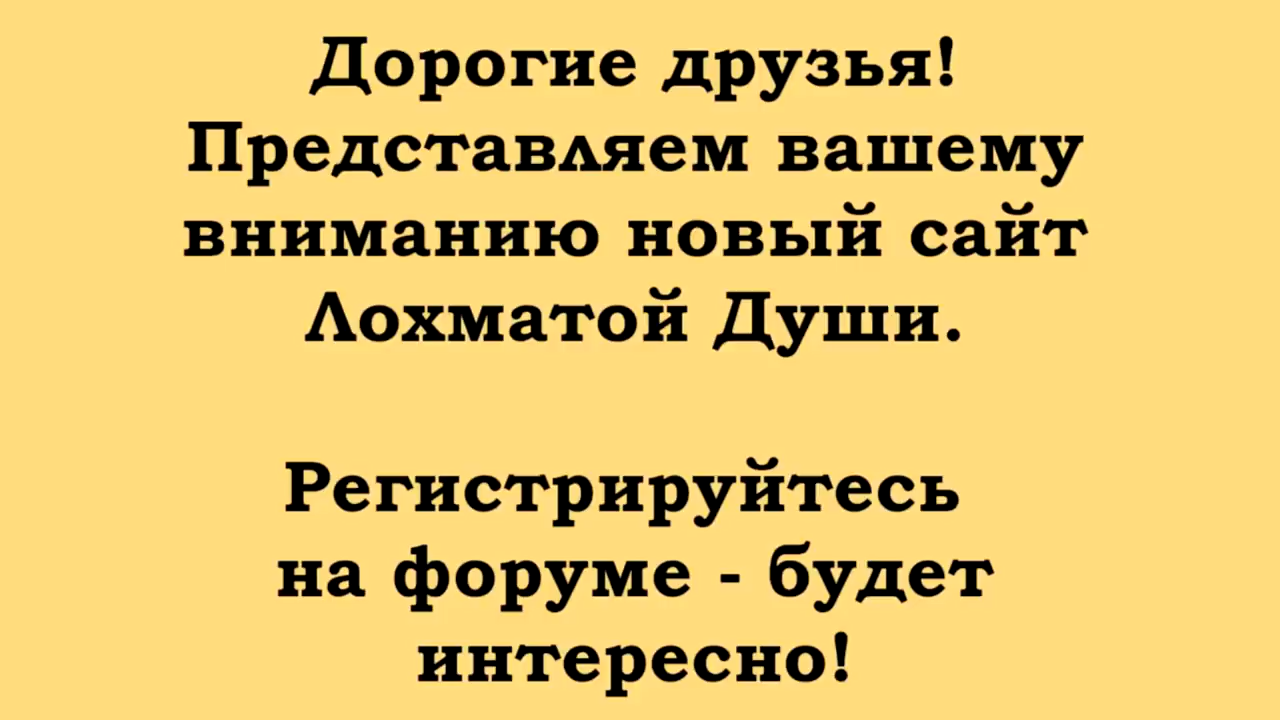 Дорогие друзья!
Представляем вашему
вниманию новый сайт
Лохматой Души.
Регистрируйтесь
на форуме - будет
интересно!